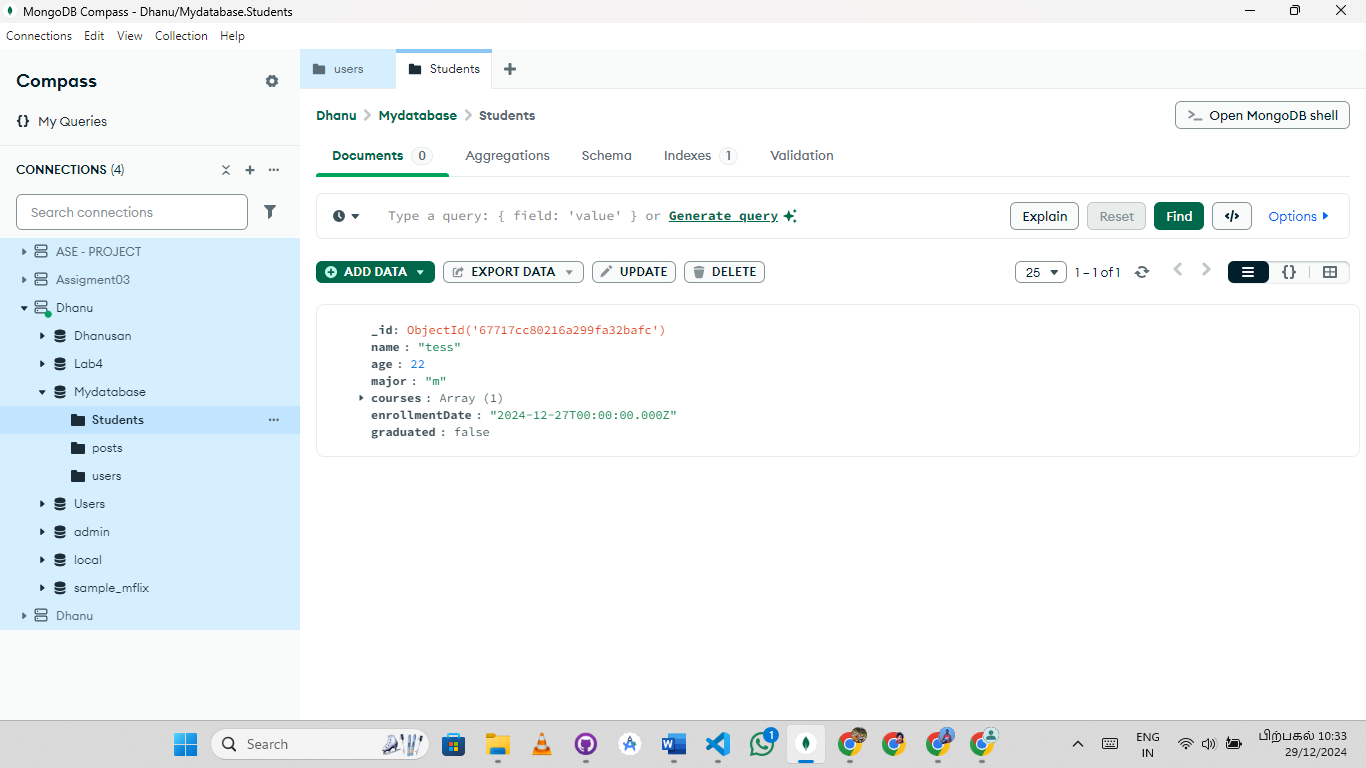 MongoDB Compass - Dhanu/Mydatabase.Students
Connections Edit View Collection Help
Compass
{} My Queries
CONNECTIONS (4)
Search connections
ASE - PROJECT
Assigment03
Dhanu
Dhanusan
Lab4
Mydatabase
Students
posts
users
Users
admin
local
sample_mflix
Dhanu
users Students
Dhanu > Mydatabase > Students
>_ Open MongoDB shell
Documents 0 Aggregations Schema Indexes 1 Validation
Type a query: { field: 'value' } or Generate query
Explain Reset Find </> Options
ADD DATA EXPORT DATA UPDATE DELETE
25 1 – 1 of 1 {}
_id: ObjectId('67717cc80216a299fa32bafc')
name : "tess"
age : 22
major : "m"
courses : Array (1)
enrollmentDate : "2024-12-27T00:00:00.000Z"
graduated : false
Search
1
ENG
IN
பிற்பகல் 10:33
29/12/2024